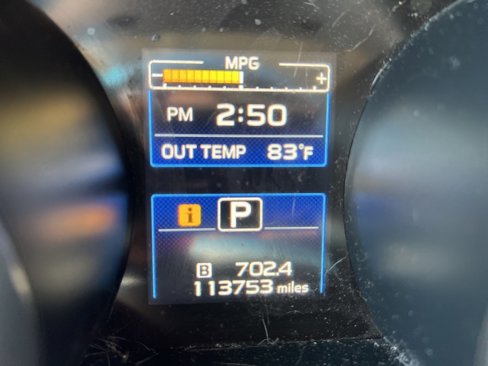 MPG
− +
PM 2:50
OUT TEMP 83°F
i P
B 702.4
113753 miles